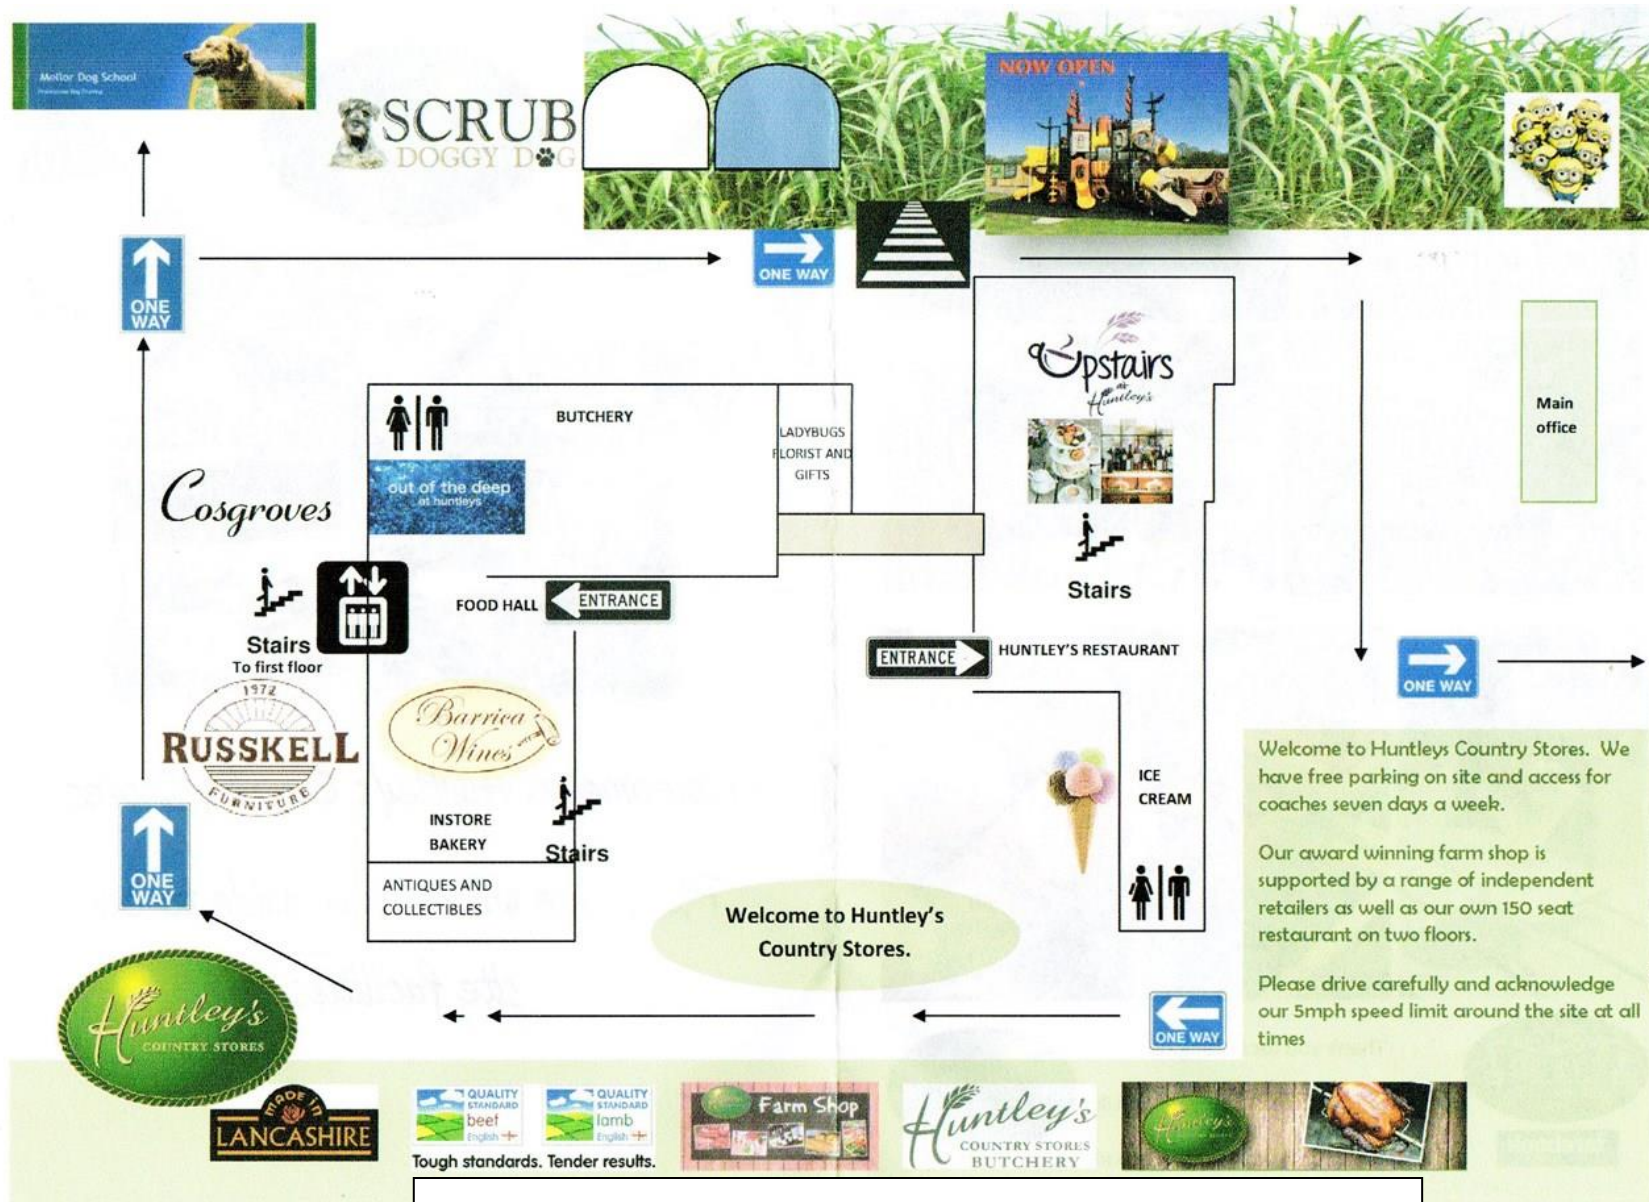 Mellor Dog School
SCRUB
DOGGY DOG
NOW OPEN
ONE
WAY
ONE WAY
Upstairs
at
Huntley's
Main
office
BUTCHERY
LADYBUGS
FLORIST AND
GIFTS
out of the deep
at huntleys
Cosgroves
Stairs
To first floor
FOOD HALL
ENTRANCE
Stairs
ENTRANCE
HUNTLEY'S RESTAURANT
ONE WAY
1972
RUSSKELL
FURNITURE
Barrica
Wines
ICE
CREAM
INSTORE
BAKERY
Stairs
ONE
WAY
ANTIQUES AND
COLLECTIBLES
Welcome to Huntley's
Country Stores.
Welcome to Huntleys Country Stores. We
have free parking on site and access for
coaches seven days a week.
Our award winning farm shop is
supported by a range of independent
retailers as well as our own 150 seat
restaurant on two floors.
Please drive carefully and acknowledge
our 5mph speed limit around the site at all
times
ONE WAY
Huntley's
COUNTRY STORES
MADE in
LANCASHIRE
QUALITY
STANDARD
beef
English
QUALITY
STANDARD
lamb
English
Tough standards. Tender results.
Farm Shop
Huntley's
COUNTRY STORES
BUTCHERY
Huntley's